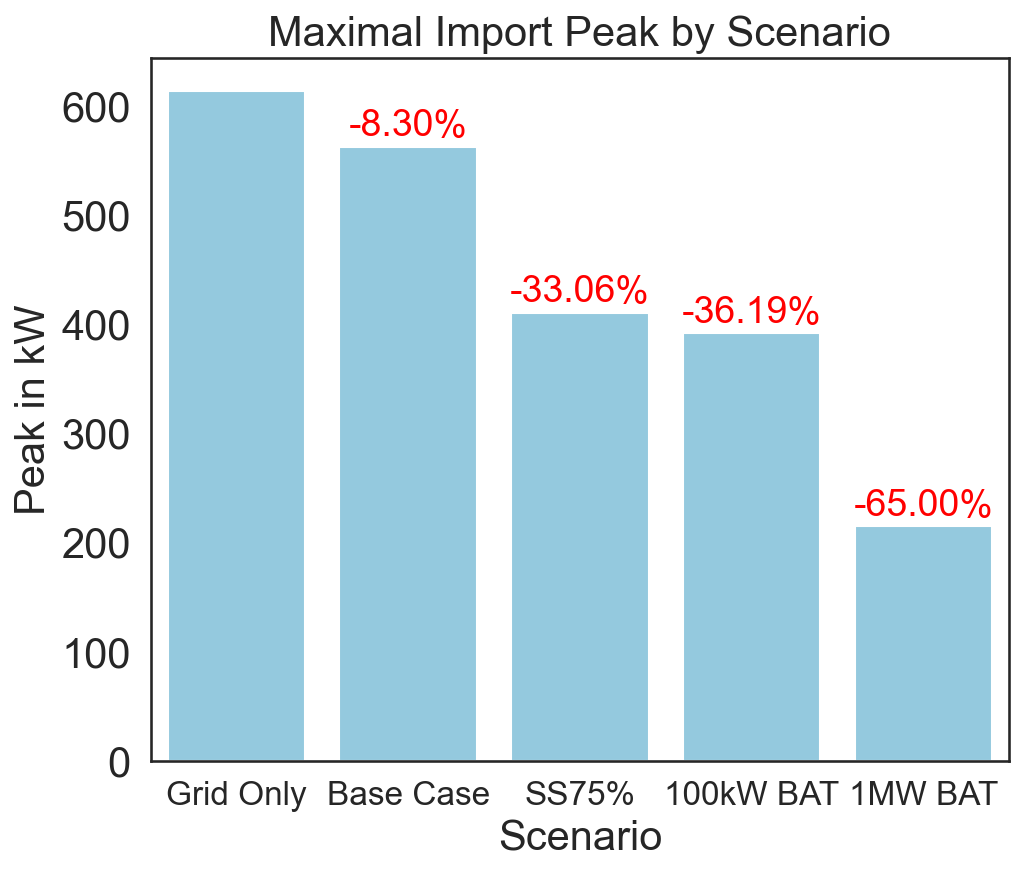 Maximal Import Peak by Scenario
Peak in kW
600
500
400
300
200
100
0
-8.30%
-33.06%
-36.19%
-65.00%
Grid Only Base Case SS75% 100kW BAT 1MW BAT
Scenario